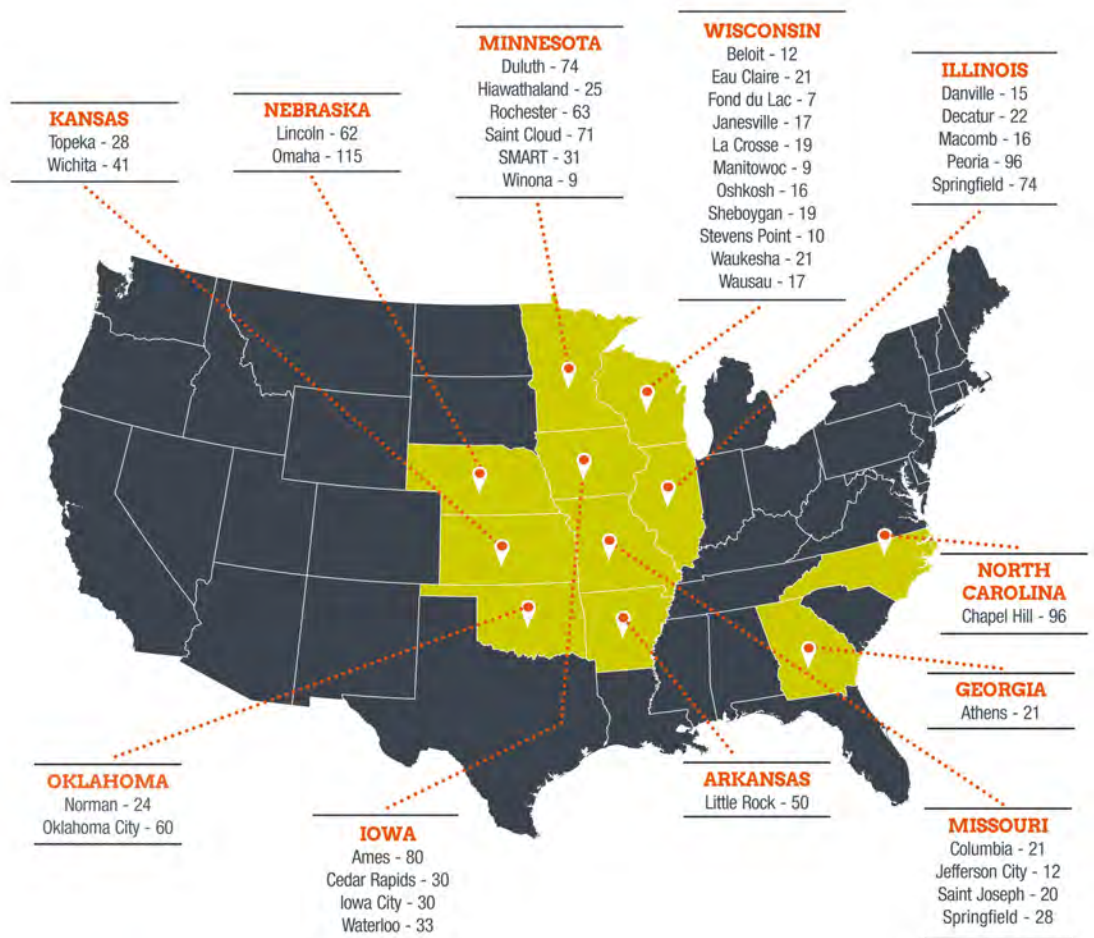 MINNESOTA
Duluth - 74
Hiawathaland - 25
Rochester - 63
Saint Cloud - 71
SMART - 31
Winona - 9
WISCONSIN
Beloit - 12
Eau Claire - 21
Fond du Lac - 7
Janesville - 17
La Crosse - 19
Manitowoc - 9
Oshkosh - 16
Sheboygan - 19
Stevens Point - 10
Waukesha - 21
Wausau - 17
ILLINOIS
Danville - 15
Decatur - 22
Macomb - 16
Peoria - 96
Springfield - 74
KANSAS
Topeka - 28
Wichita - 41
NEBRASKA
Lincoln - 62
Omaha - 115
NORTH
CAROLINA
Chapel Hill - 96
GEORGIA
Athens - 21
OKLAHOMA
Norman - 24
Oklahoma City - 60
IOWA
Ames - 80
Cedar Rapids - 30
Iowa City - 30
Waterloo - 33
ARKANSAS
Little Rock - 50
MISSOURI
Columbia - 21
Jefferson City - 12
Saint Joseph - 20
Springfield - 28